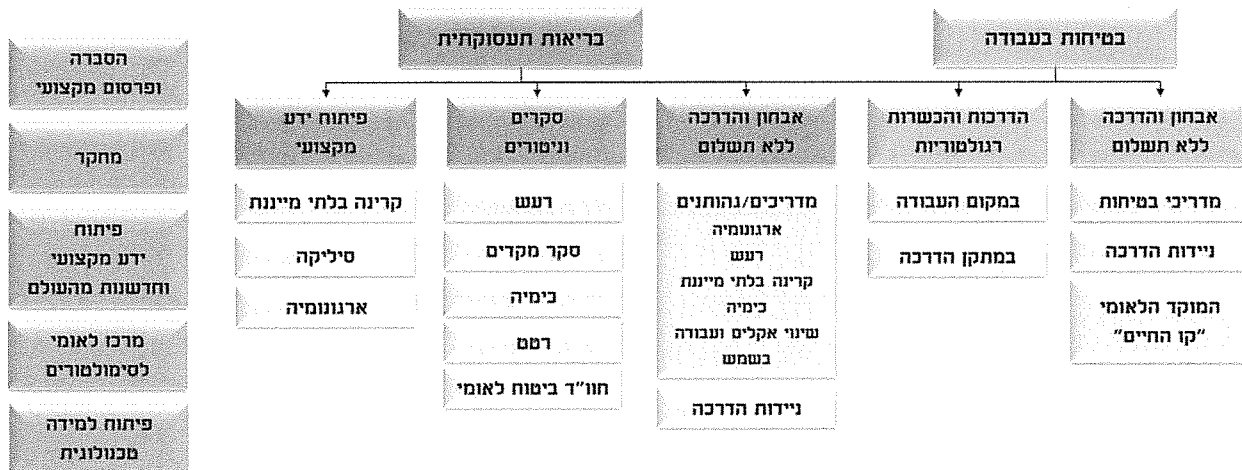 בטיחות בעבודה
בריאות תעסוקתית
אבחון והדרכה
ללא תשלום
מדריכי בטיחות
ניידות הדרכה
המוקד הלאומי
"קו החיים"
הדרכות והכשרות
רגולטוריות
במקום העבודה
במתקן הדרכה
אבחון והדרכה
ללא תשלום
מדריכים/גהותנים
ארגונומיה
רעש
קרינה בלתי מייננת
כימיה
שינוי אקלים ועבודה
בשמש
ניידות הדרכה
סקרים
וניטורים
רעש
סקר מקדים
כימיה
רטט
חוו"ד ביטוח לאומי
פיתוח ידע
מקצועי
קרינה בלתי מייננת
סיליקה
ארגונומיה
הסברה
ופרסום מקצועי
מחקר
פיתוח
ידע מקצועי
וחדשנות מהעולם
מרכז לאומי
לסימולטורים
פיתוח למידה
טכנולוגית